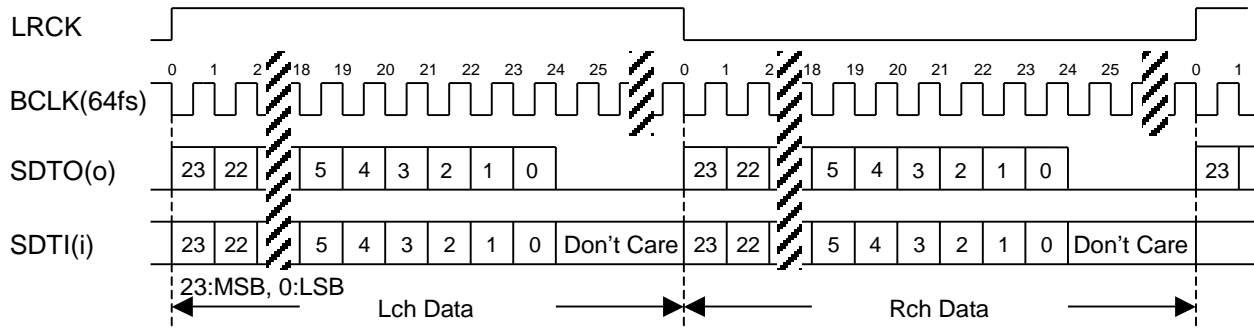 LRCK
0 1 2 18 19 20 21 22 23 24 25 0 1 2 18 19 20 21 22 23 24 25 0 1
BCLK(64fs)
SDTO(o) 23 22 5 4 3 2 1 0 23 22 5 4 3 2 1 0 23
SDTI(i) 23 22 5 4 3 2 1 0 Don't Care 23 22 5 4 3 2 1 0 Don't Care
23:MSB, 0:LSB
Lch Data Rch Data